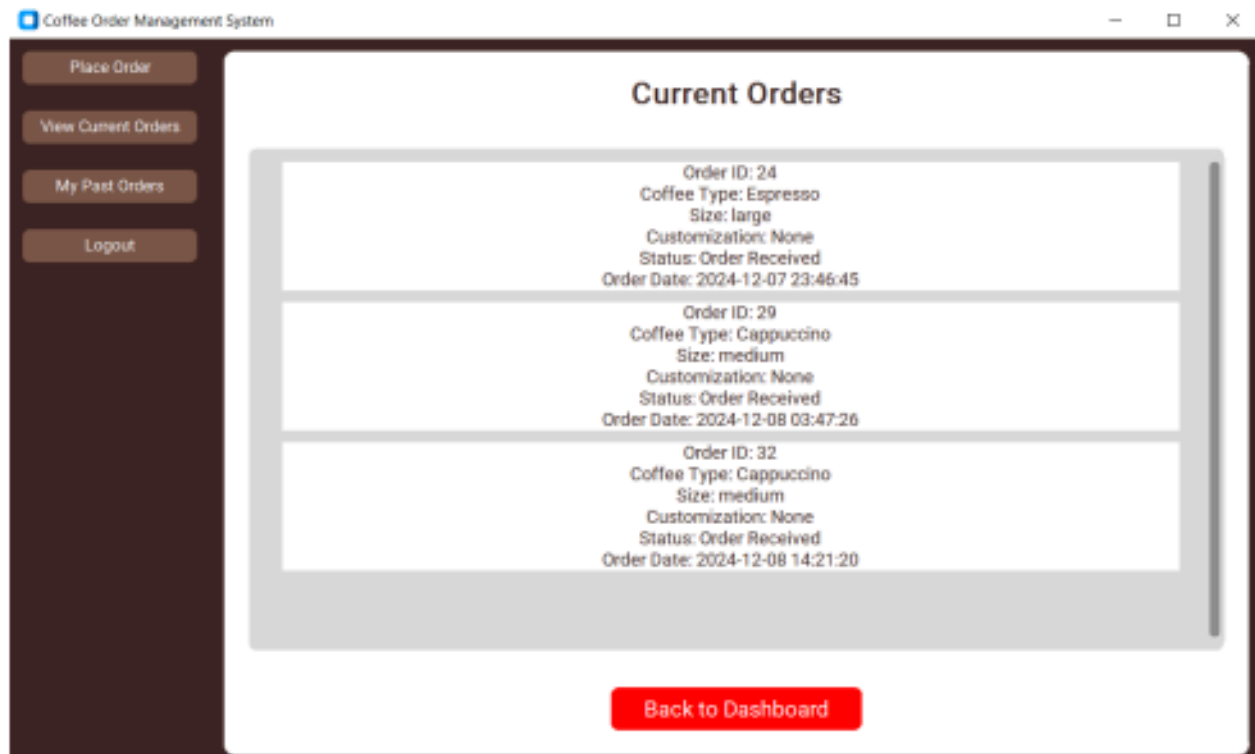 Coffee Order Management System
Place Order
View Current Orders
My Past Orders
Logout
Current Orders
Order ID: 24
Coffee Type: Espresso
Size: large
Customization: None
Status: Order Received
Order Date: 2024-12-07 23:46:45
Order ID: 29
Coffee Type: Cappuccino
Size: medium
Customization: None
Status: Order Received
Order Date: 2024-12-08 03:47:26
Order ID: 32
Coffee Type: Cappuccino
Size: medium
Customization: None
Status: Order Received
Order Date: 2024-12-08 14:21:20
Back to Dashboard